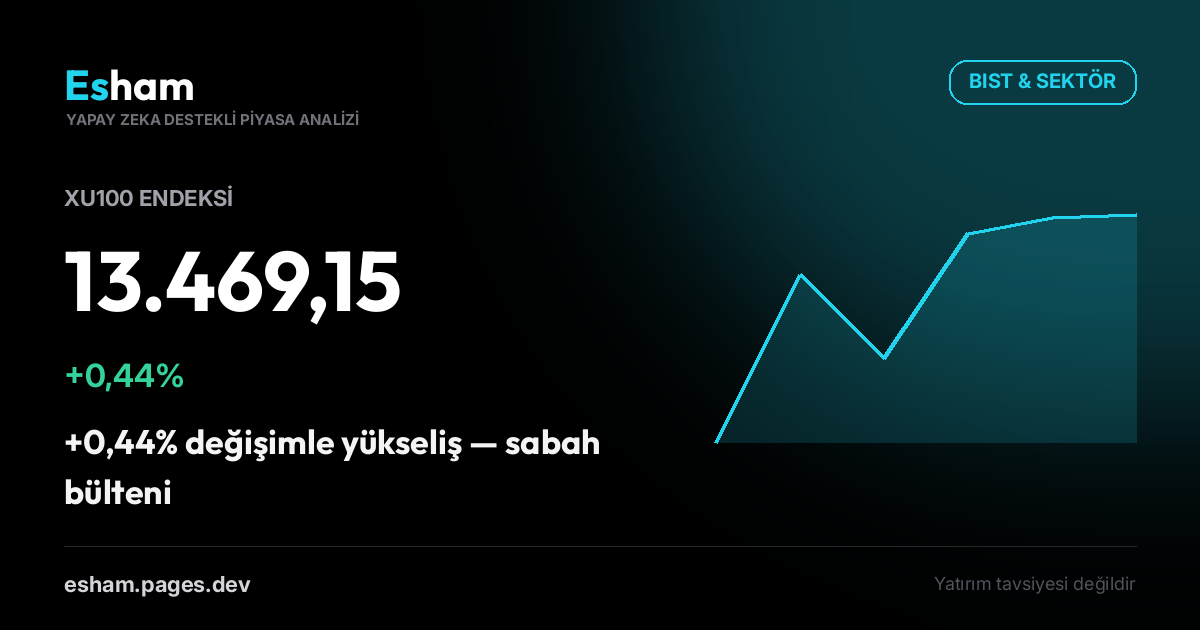 Esham
YAPAY ZEKA DESTEKLİ PİYASA ANALİZİ
BIST & SEKTÖR
XU100 ENDEKSİ
13.469,15
+0,44%
+0,44% değişimle yükseliş — sabah
bülteni
esham.pages.dev
Yatırım tavsiyesi değildir